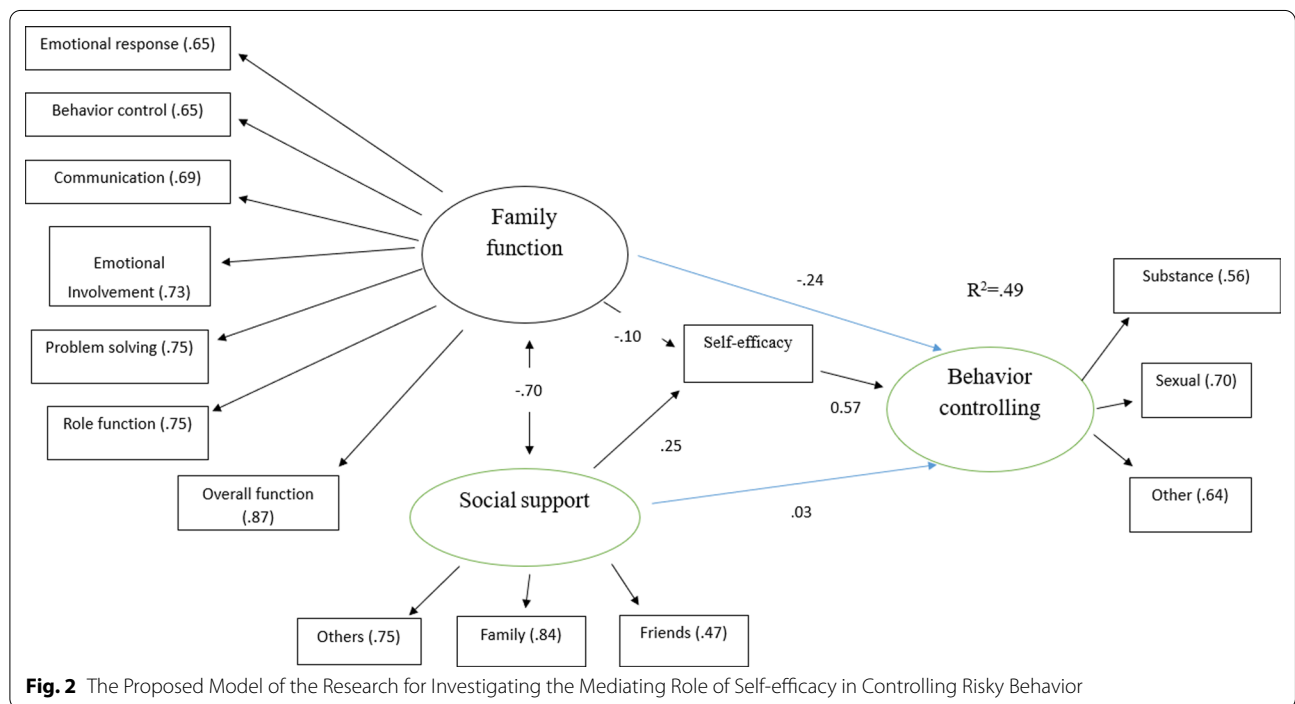 Emotional response (.65)
Behavior control (.65)
Communication (.69)
Emotional
Involvement (.73)
Problem solving (.75)
Role function (.75)
Overall function
(.87)
Family
function
-.24
R²=.49
Substance (.56)
-.10
Self-efficacy
Behavior
controlling
Sexual (.70)
-.70
0.57
.25
Other (.64)
Social support
.03
Others (.75)
Family (.84)
Friends (.47)
Fig. 2 The Proposed Model of the Research for Investigating the Mediating Role of Self-efficacy in Controlling Risky Behavior